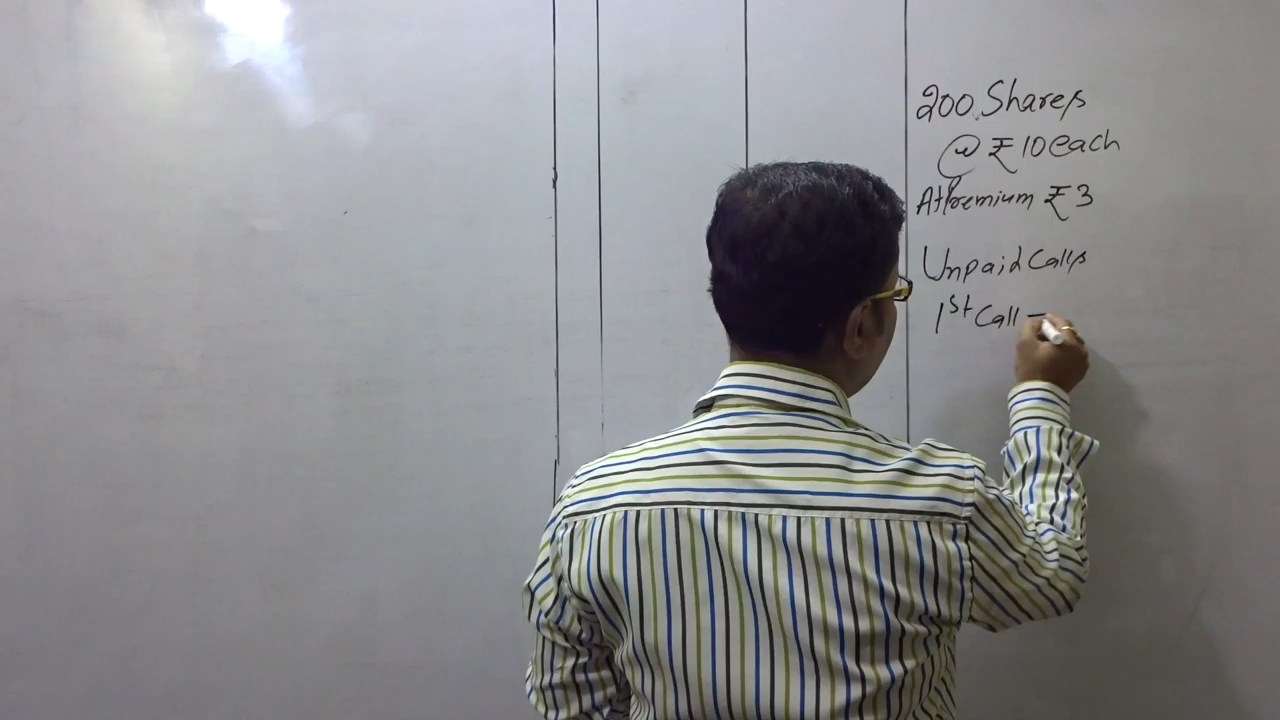 200 Shares
@ ₹10 each
At Premium ₹3
Unpaid Calls
1st Call -